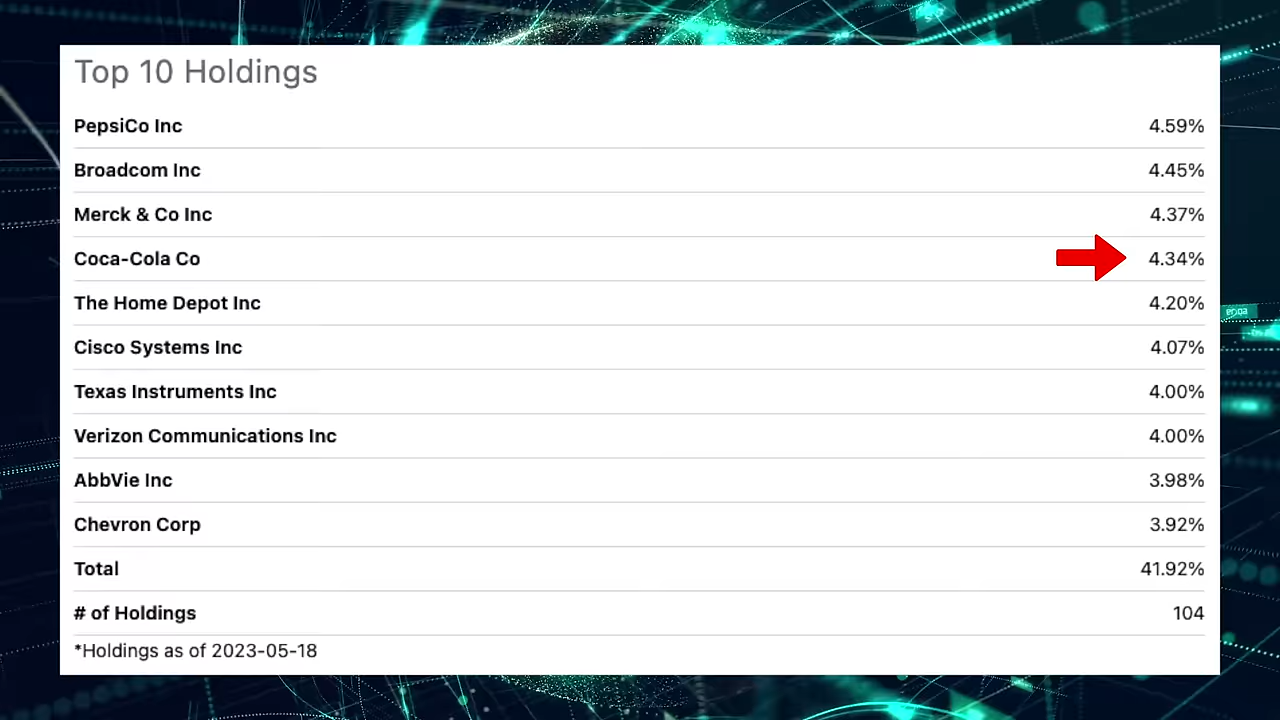 Top 10 Holdings
PepsiCo Inc 4.59%
Broadcom Inc 4.45%
Merck & Co Inc 4.37%
Coca-Cola Co 4.34%
The Home Depot Inc 4.20%
Cisco Systems Inc 4.07%
Texas Instruments Inc 4.00%
Verizon Communications Inc 4.00%
AbbVie Inc 3.98%
Chevron Corp 3.92%
Total 41.92%
# of Holdings 104
*Holdings as of 2023-05-18